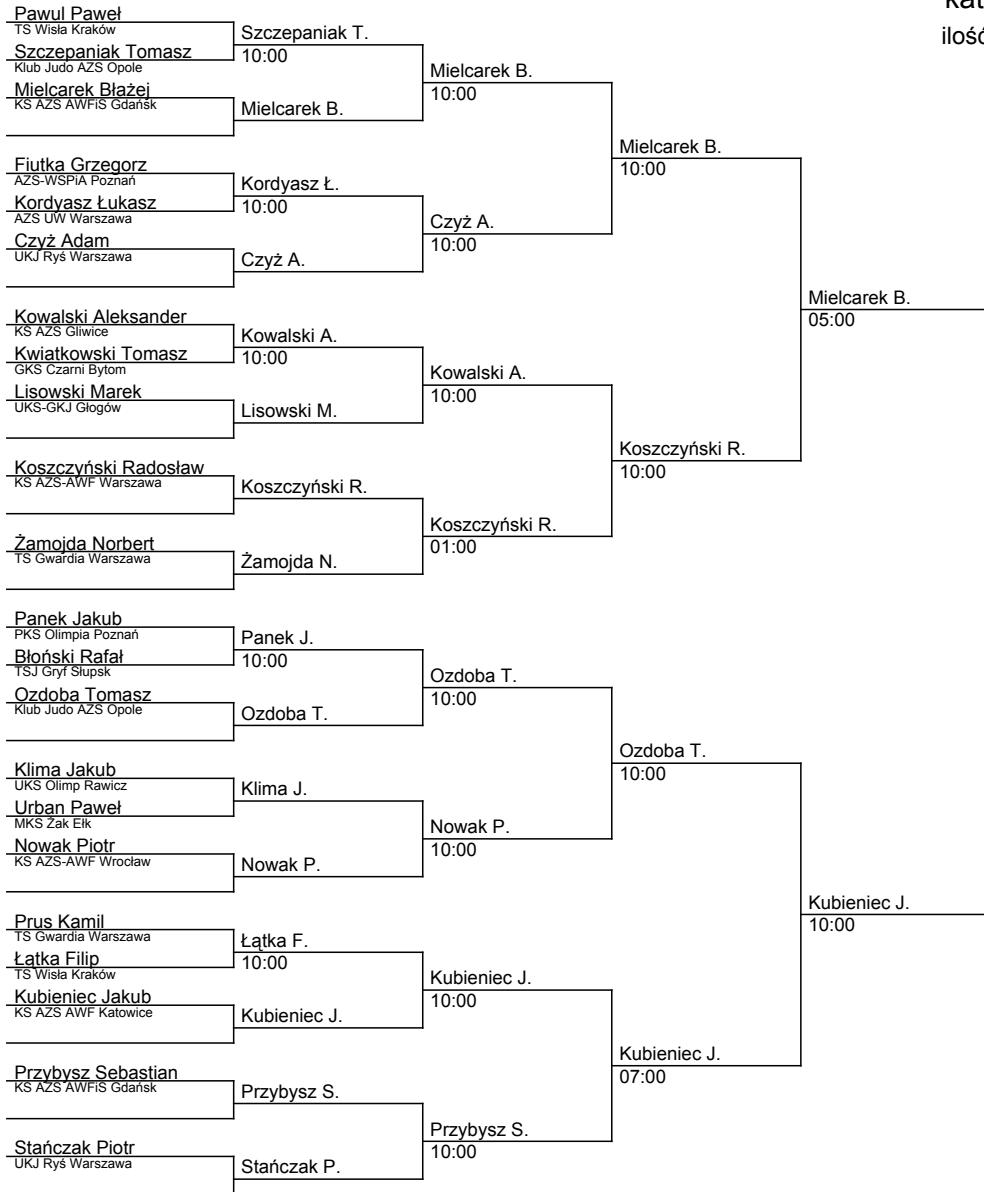 kat
ilość
Pawul Paweł
TS Wisła Kraków
Szczepaniak Tomasz
Klub Judo AZS Opole
Mielcarek Błażej
KS AZS AWFiS Gdańsk
Fiutka Grzegorz
AZS-WSPiA Poznań
Kordyasz Łukasz
AZS UW Warszawa
Czyż Adam
UKJ Ryś Warszawa
Kowalski Aleksander
KS AZS Gliwice
Kwiatkowski Tomasz
GKS Czarni Bytom
Lisowski Marek
UKS-GKJ Głogów
Koszczyński Radosław
KS AZS-AWF Warszawa
Żamojda Norbert
TS Gwardia Warszawa
Panek Jakub
PKS Olimpia Poznań
Błoński Rafał
TSJ Gryf Słupsk
Ozdoba Tomasz
Klub Judo AZS Opole
Klima Jakub
UKS Olimp Rawicz
Urban Paweł
MKS Żak Ełk
Nowak Piotr
KS AZS-AWF Wrocław
Prus Kamil
TS Gwardia Warszawa
Łątka Filip
TS Wisła Kraków
Kubieniec Jakub
KS AZS AWF Katowice
Przybysz Sebastian
KS AZS AWFiS Gdańsk
Stańczak Piotr
UKJ Ryś Warszawa
Szczepaniak T.
10:00
Mielcarek B.
Kordyasz Ł.
10:00
Czyż A.
Kowalski A.
10:00
Lisowski M.
Koszczyński R.
Żamojda N.
Panek J.
10:00
Ozdoba T.
Klima J.
Nowak P.
Łątka F.
10:00
Kubieniec J.
Przybysz S.
Stańczak P.
Mielcarek B.
10:00
Czyż A.
10:00
Kowalski A.
10:00
Koszczyński R.
01:00
Ozdoba T.
10:00
Nowak P.
10:00
Kubieniec J.
10:00
Przybysz S.
10:00
Mielcarek B.
10:00
Koszczyński R.
10:00
Ozdoba T.
10:00
Kubieniec J.
07:00
Mielcarek B.
05:00
Kubieniec J.
10:00